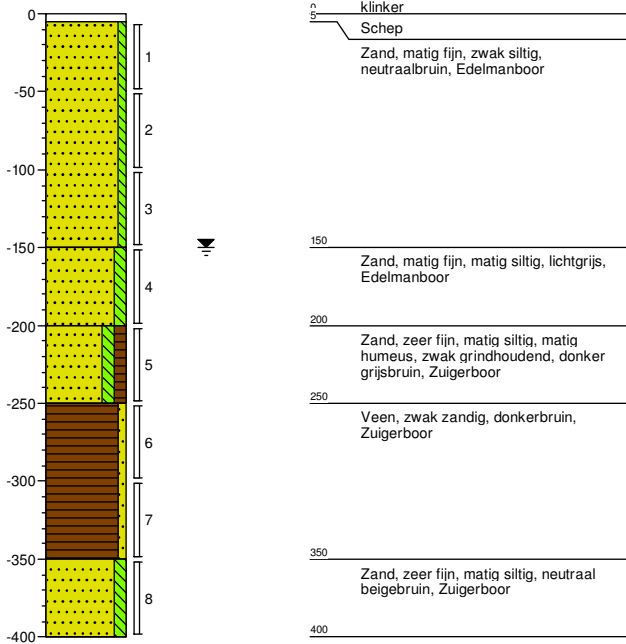 0
-50
-100
-150
-200
-250
-300
-350
-400
1
2
3
4
5
6
7
8
0
klinker
5
Schep
Zand, matig fijn, zwak siltig,
neutraalbruin, Edelmanboor
150
Zand, matig fijn, matig siltig, lichtgrijs,
Edelmanboor
200
Zand, zeer fijn, matig siltig, matig
humeus, zwak grindhoudend, donker
grijsbruin, Zuigerboor
250
Veen, zwak zandig, donkerbruin,
Zuigerboor
350
Zand, zeer fijn, matig siltig, neutraal
beigebruin, Zuigerboor
400